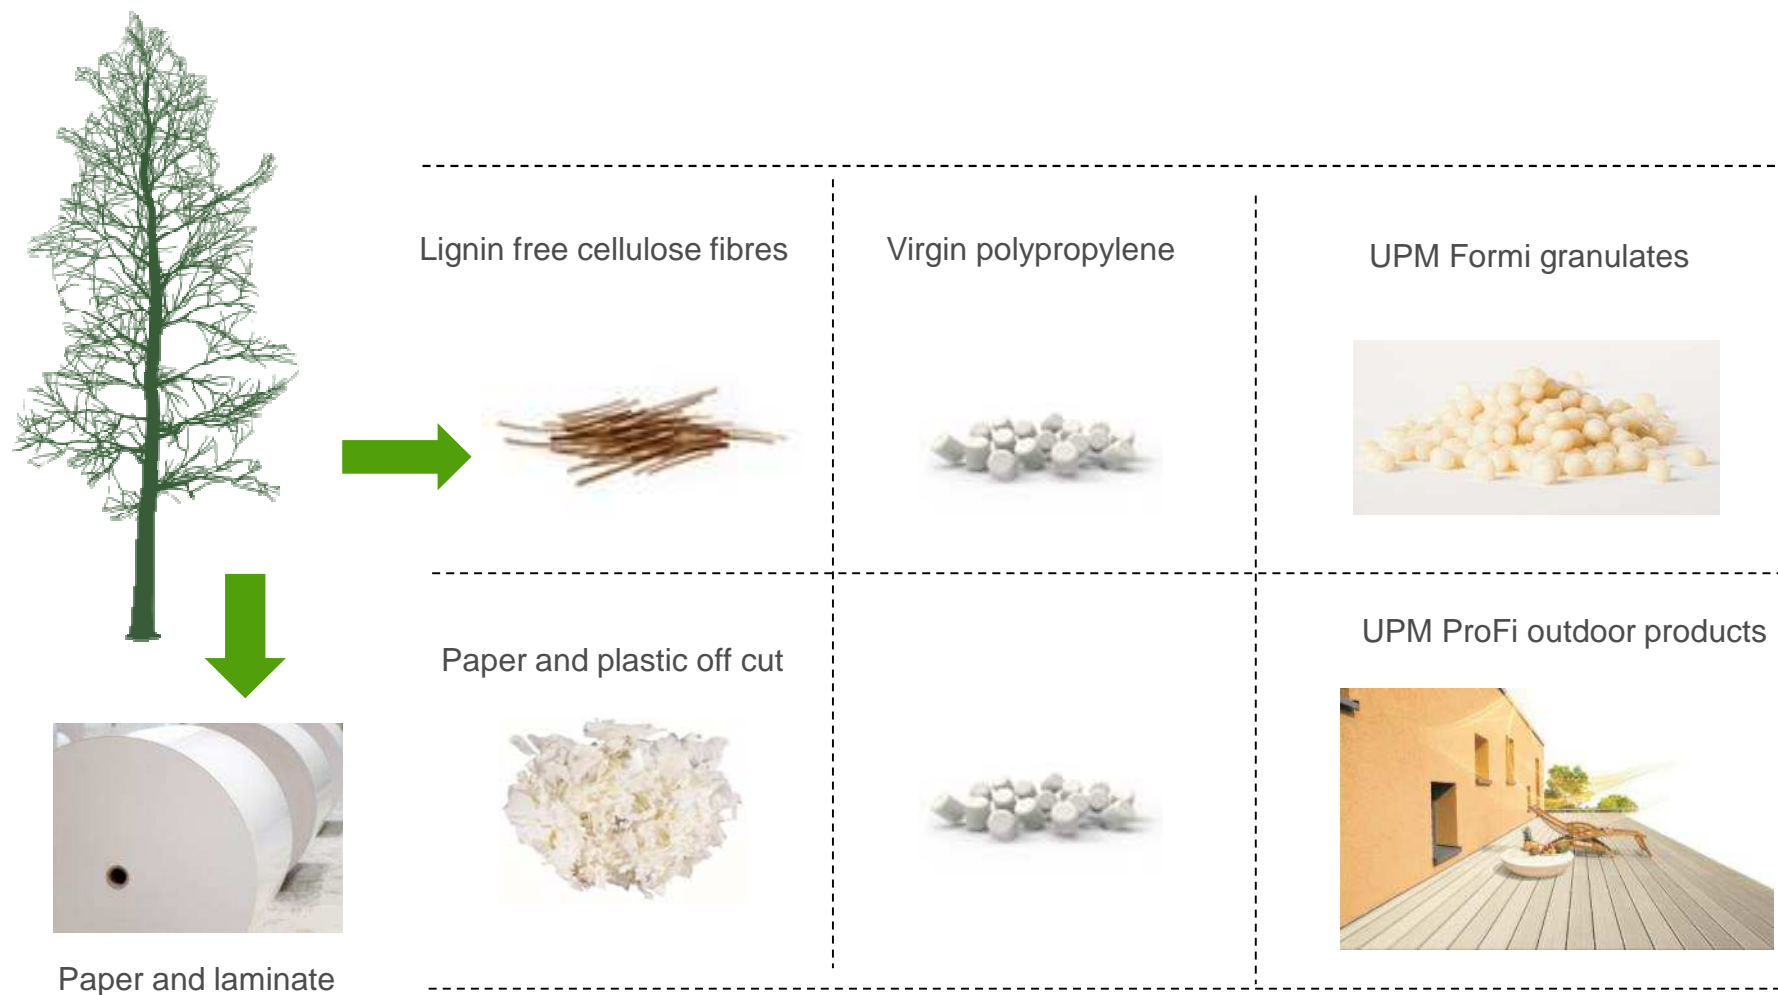 Lignin free cellulose fibres
Virgin polypropylene
UPM Formi granulates
Paper and plastic off cut
UPM ProFi outdoor products
Paper and laminate